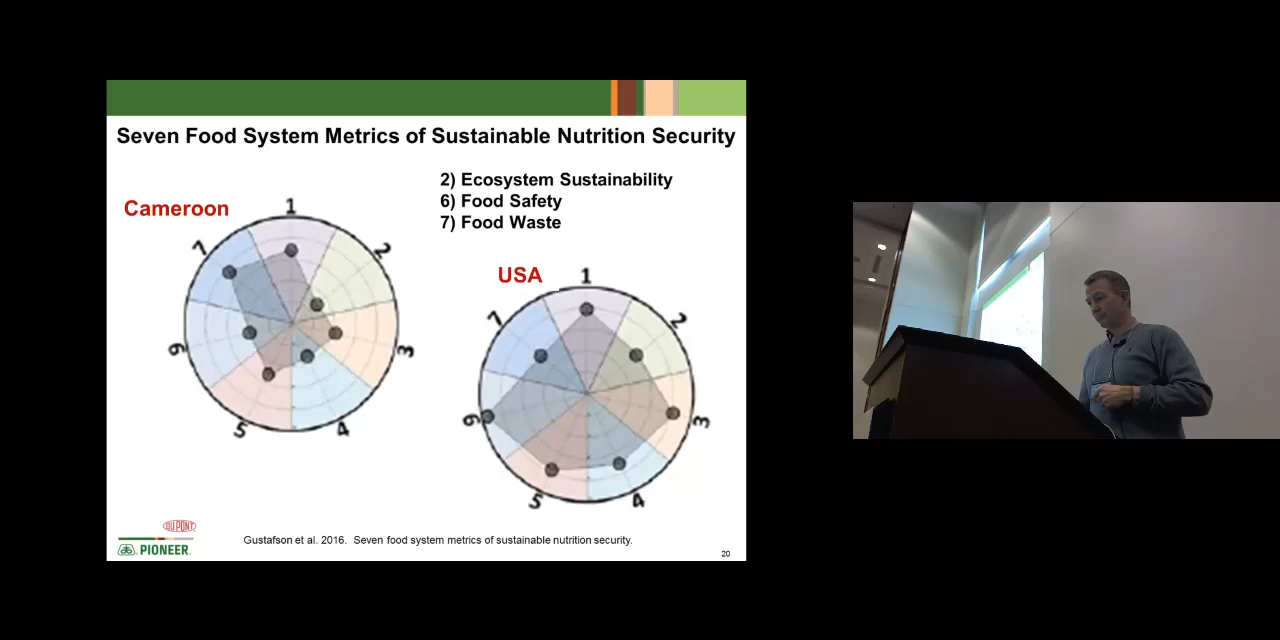 Seven Food System Metrics of Sustainable Nutrition Security
2) Ecosystem Sustainability
6) Food Safety
7) Food Waste
Cameroon
1
2
3
4
5
6
7
USA
1
2
3
4
5
6
7
DUPONT
PIONEER.
Gustafson et al. 2016. Seven food system metrics of sustainable nutrition security.
20